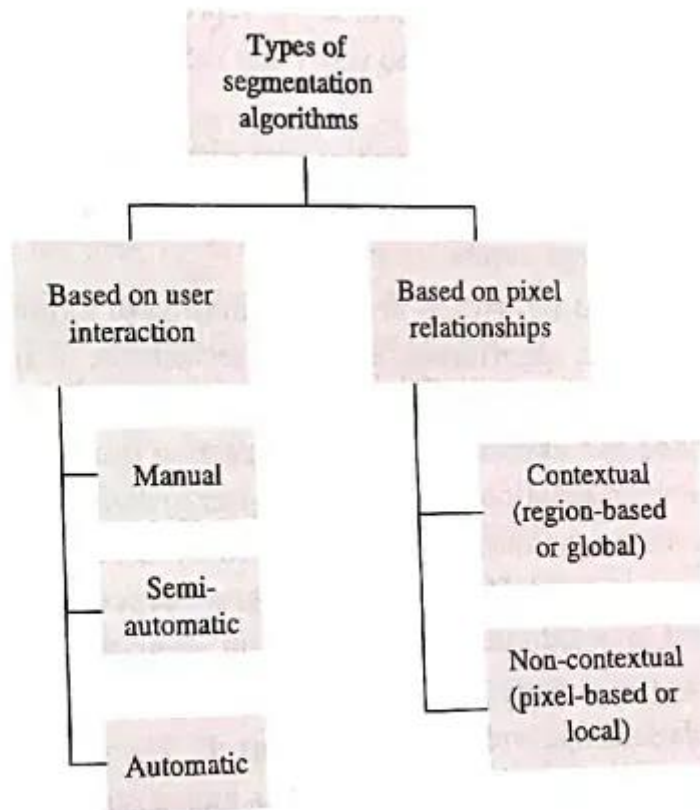 Types of
segmentation
algorithms
Based on user
interaction
Manual
Semi-
automatic
Automatic
Based on pixel
relationships
Contextual
(region-based
or global)
Non-contextual
(pixel-based or
local)